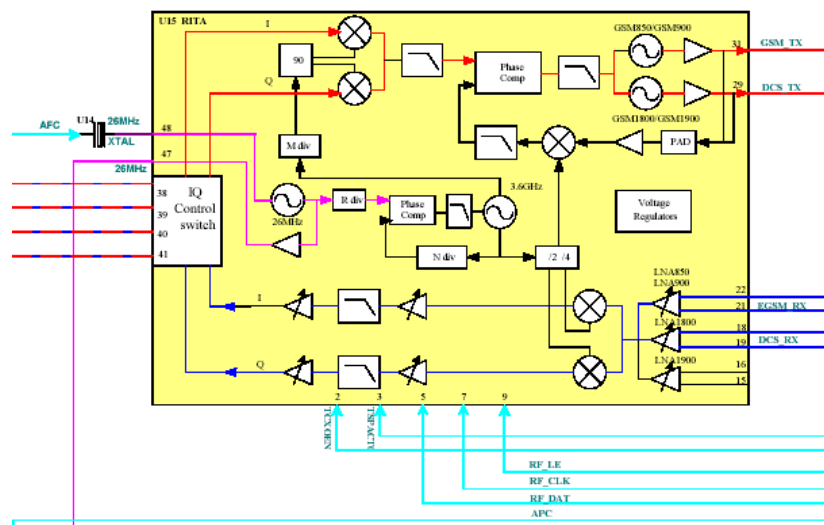 U15 RITA
I
GSM850/GSM900
31
GSM_TX
90
Phase
Comp
Q
29
DCS_TX
GSM1800/GSM1900
AFC
U14
26MHz
XTAL
48
M div
PAD
47
26MHz
IQ
Control
switch
38
39
40
41
26MHz
R div
Phase
Comp
3.6GHz
Voltage
Regulators
N div
/2 /4
LNA850
LNA900
22
21
EGSM_RX
I
LNA1800
18
19
DCS_RX
Q
LNA1900
16
15
2
3
5
7
9
TCXOEN
RF_LE
RF_CLK
RF_DAT
APC